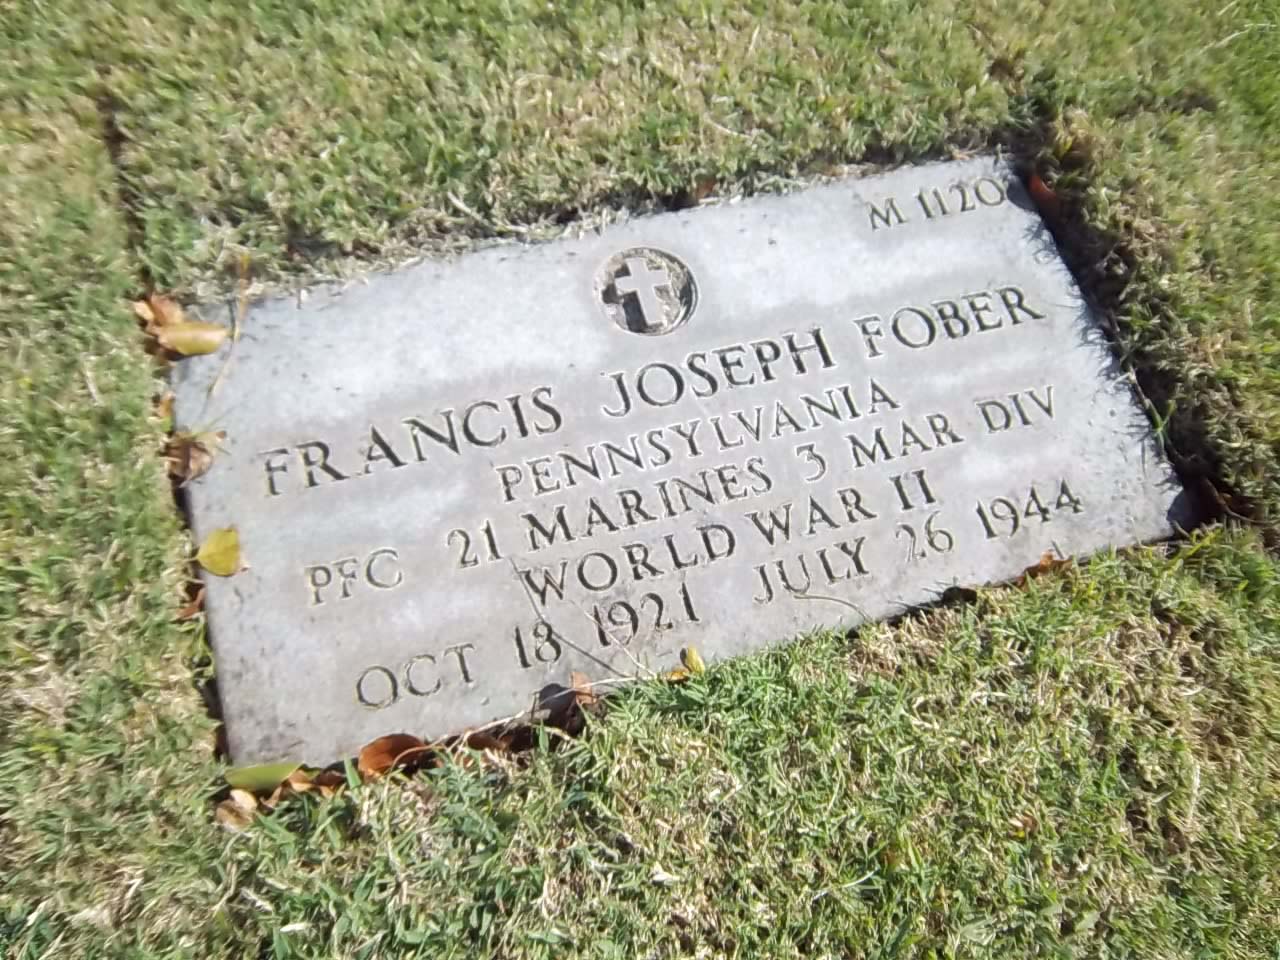 M 1120
FRANCIS JOSEPH FOBER
PENNSYLVANIA
PFC 21 MARINES 3 MAR DIV
WORLD WAR II
OCT 18 1921 JULY 26 1944